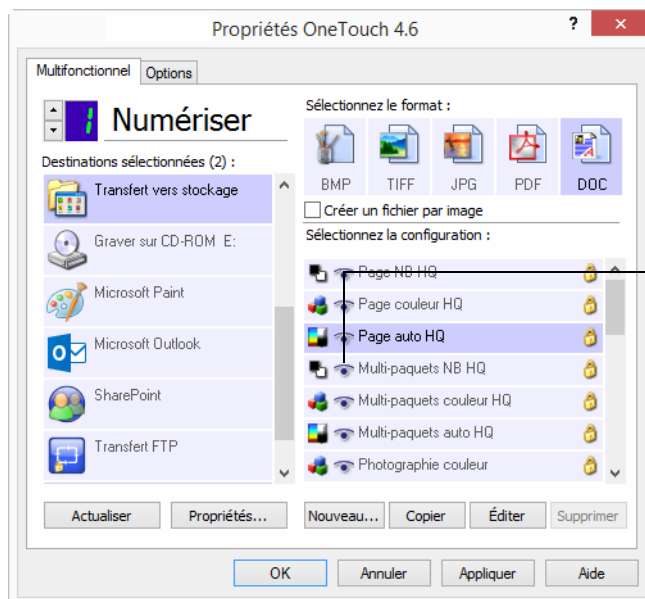 Propriétés OneTouch 4.6
?
×
Multifonctionnel
Options
1
Numériser
Destinations sélectionnées (2) :
Transfert vers stockage
Graver sur CD-ROM E:
Microsoft Paint
Microsoft Outlook
SharePoint
Transfert FTP
Actualiser
Propriétés...
Sélectionnez le format :
BMP
TIFF
JPG
PDF
DOC
Créer un fichier par image
Sélectionnez la configuration :
Page NB HQ
Page couleur HQ
Page auto HQ
Multi-paquets NB HQ
Multi-paquets couleur HQ
Multi-paquets auto HQ
Photographie couleur
Nouveau...
Copier
Éditer
Supprimer
OK
Annuler
Appliquer
Aide